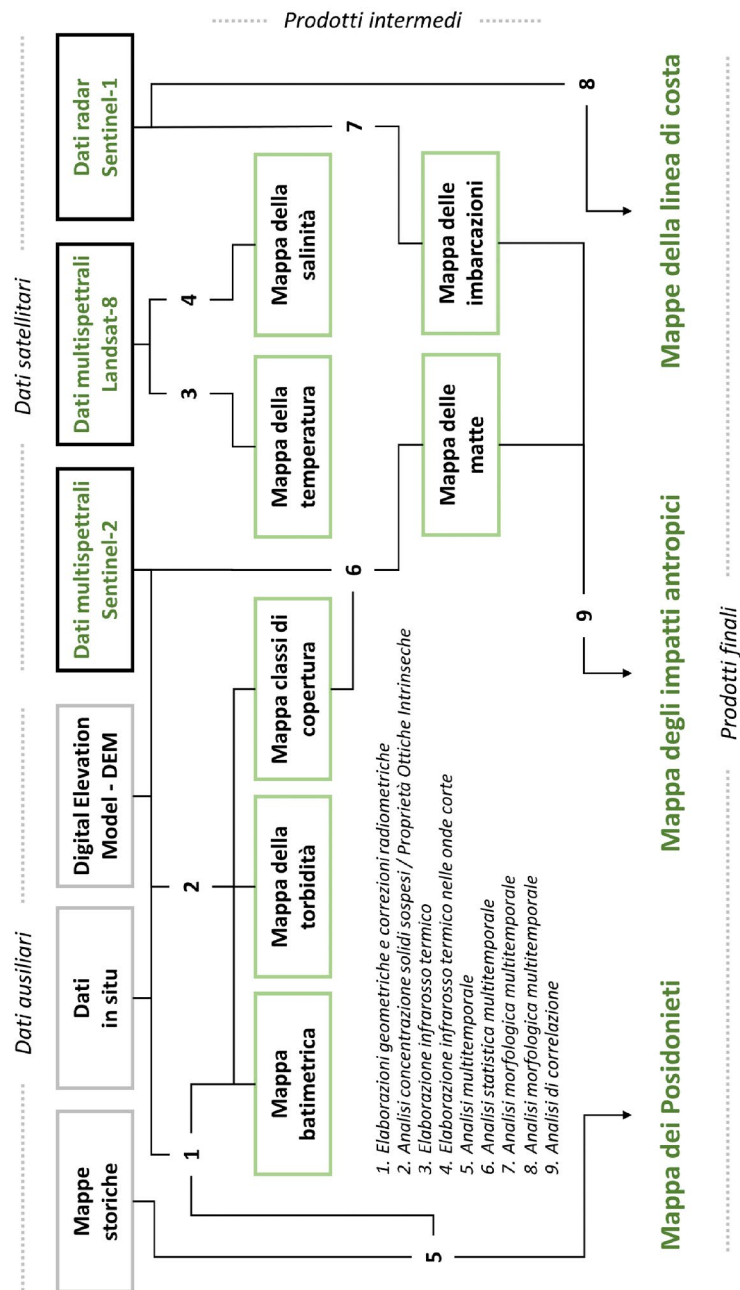 Dati ausiliari
Dati satellitari
Mappe
storiche
Dati
in situ
Digital Elevation
Model - DEM
Dati multispettrali
Sentinel-2
Dati multispettrali
Landsat-8
Dati radar
Sentinel-1
Prodotti intermedi
1
2
3
4
Mappa
batimetrica
Mappa della
torbidità
Mappa classi di
copertura
Mappa della
temperatura
Mappa della
salinità
5
6
7
8
1. Elaborazioni geometriche e correzioni radiometriche
2. Analisi concentrazione solidi sospesi / Proprietà Ottiche Intrinseche
3. Elaborazione infrarosso termico
4. Elaborazione infrarosso termico nelle onde corte
5. Analisi multitemporale
6. Analisi statistica multitemporale
7. Analisi morfologica multitemporale
8. Analisi morfologica multitemporale
9. Analisi di correlazione
Mappa delle
matte
Mappa delle
imbarcazioni
9
Mappa dei Posidonieti
Mappa degli impatti antropici
Mappe della linea di costa
Prodotti finali